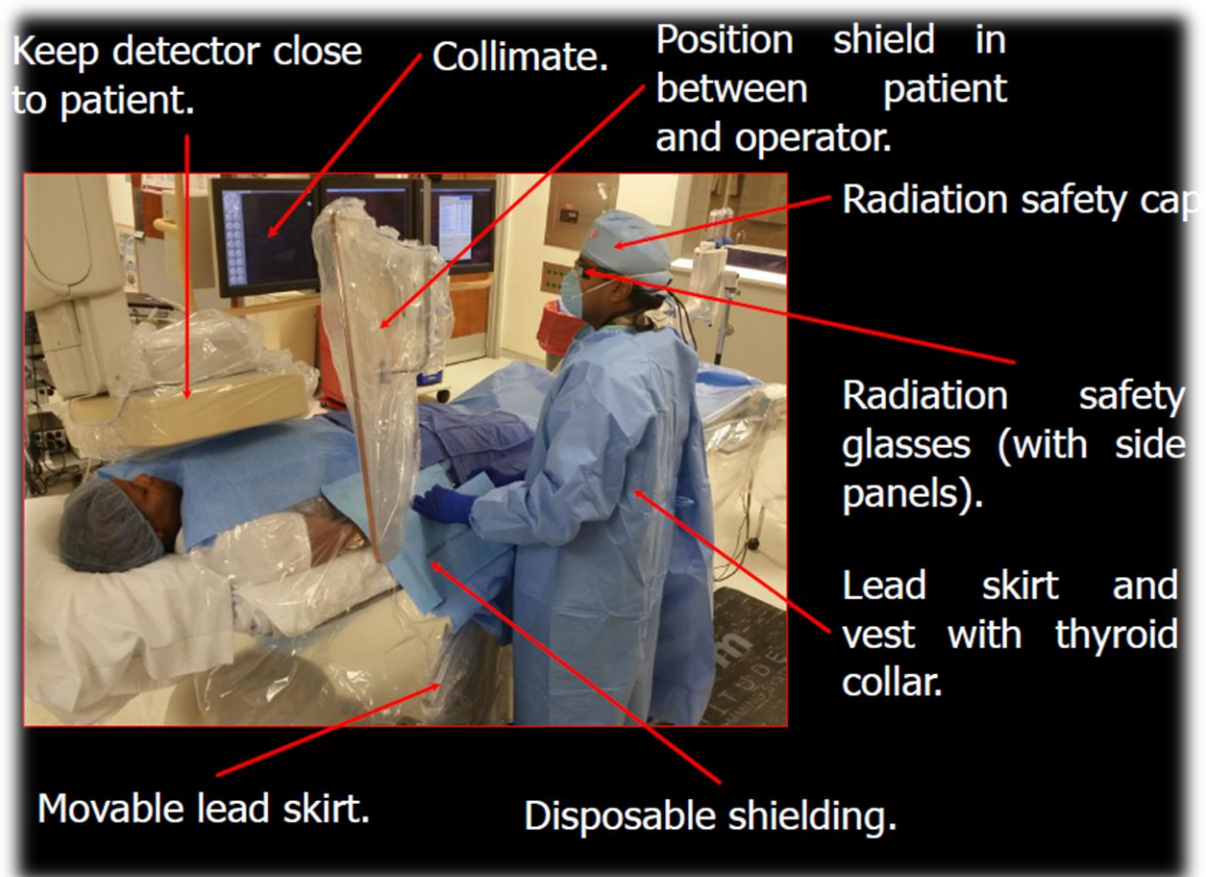 Keep detector close
to patient.
Collimate.
Position shield in
between patient
and operator.
Radiation safety cap
Radiation safety
glasses (with side
panels).
Lead skirt and
vest with thyroid
collar.
Movable lead skirt.
Disposable shielding.